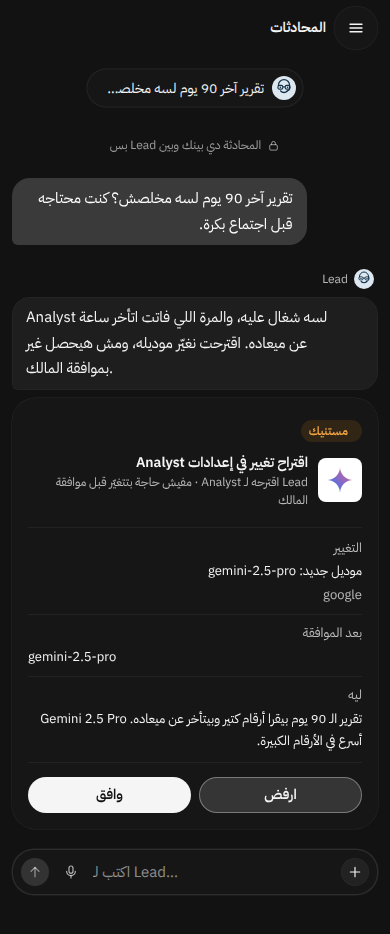 المحادثات
تقرير آخر 90 يوم لسه مخلصـ...
المحادثة دي بينك وبين Lead بس
تقرير آخر 90 يوم لسه مخلصش؟ كنت محتاجه
قبل اجتماع بكرة.
Lead
لسه شغال عليه، والمرة اللي فاتت اتأخر ساعة Analyst
عن ميعاده. اقترحت نغيّر موديله، ومش هيحصل غير
بموافقة المالك.
مستنيك
اقتراح تغيير في إعدادات Analyst
Lead اقترحه لـ Analyst · مفيش حاجة بتتغيّر قبل موافقة
المالك
التغيير
موديل جديد: gemini-2.5-pro
google
بعد الموافقة
gemini-2.5-pro
ليه
تقرير الـ 90 يوم بيقرا أرقام كتير وبيتأخر عن ميعاده. Gemini 2.5 Pro
أسرع في الأرقام الكبيرة.
ارفض
وافق
اكتب لـ Lead...